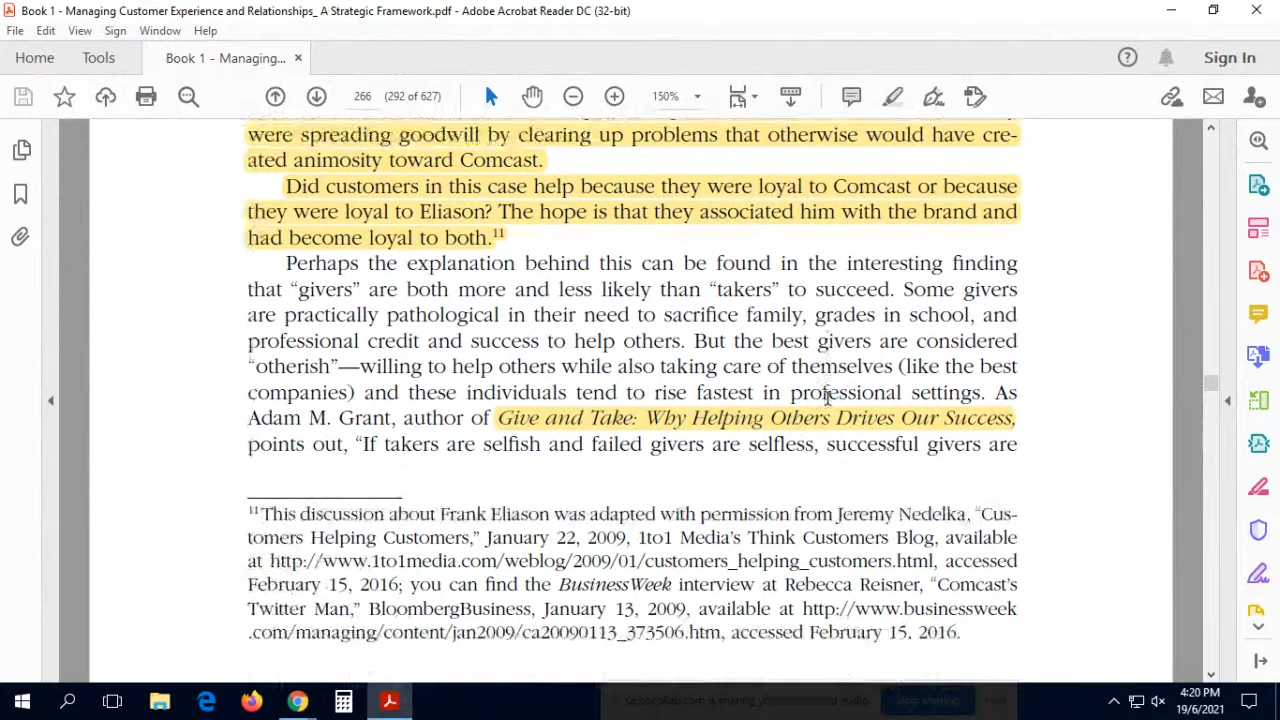 Book 1 - Managing Customer Experience and Relationships_ A Strategic Framework.pdf - Adobe Acrobat Reader DC (32-bit)
File Edit View Sign Window Help
Home Tools Book 1 - Managing... × Sign In
266 (292 of 627) 150%
were spreading goodwill by clearing up problems that otherwise would have cre-
ated animosity toward Comcast.
Did customers in this case help because they were loyal to Comcast or because
they were loyal to Eliason? The hope is that they associated him with the brand and
had become loyal to both.11
Perhaps the explanation behind this can be found in the interesting finding
that “givers” are both more and less likely than “takers” to succeed. Some givers
are practically pathological in their need to sacrifice family, grades in school, and
professional credit and success to help others. But the best givers are considered
“otherish”—willing to help others while also taking care of themselves (like the best
companies) and these individuals tend to rise fastest in professional settings. As
Adam M. Grant, author of Give and Take: Why Helping Others Drives Our Success,
points out, “If takers are selfish and failed givers are selfless, successful givers are
11This discussion about Frank Eliason was adapted with permission from Jeremy Nedelka, “Cus-
tomers Helping Customers,” January 22, 2009, 1to1 Media’s Think Customers Blog, available
at http://www.1to1media.com/weblog/2009/01/customers_helping_customers.html, accessed
February 15, 2016; you can find the BusinessWeek interview at Rebecca Reisner, “Comcast’s
Twitter Man,” BloombergBusiness, January 13, 2009, available at http://www.businessweek
.com/managing/content/jan2009/ca20090113_373506.htm, accessed February 15, 2016.
is sharing your audio. Stop sharing
4:20 PM
19/6/2021